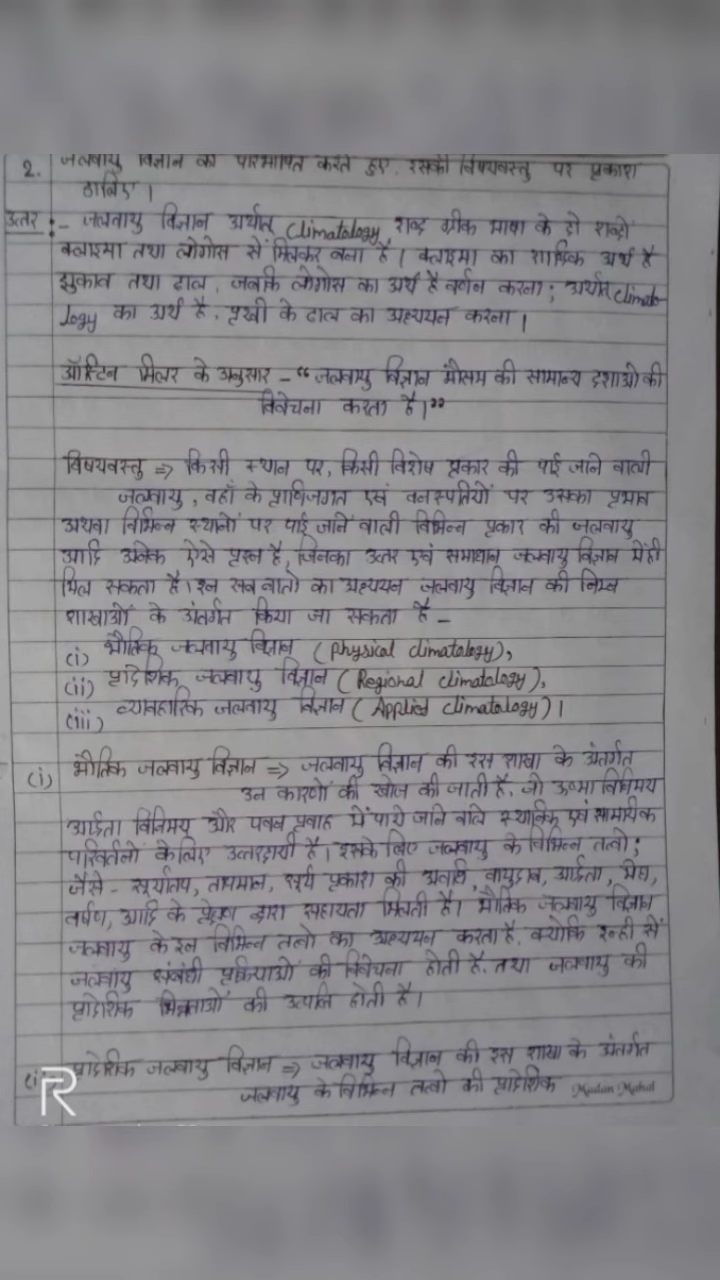 2. जलवायु विज्ञान को परिभाषित करते हुए, इसकी विषयवस्तु पर प्रकाश
डालिए।
उत्तर :- जलवायु विज्ञान अर्थात् climatology शब्द ग्रीक भाषा के दो शब्दों
क्लाइमा तथा लोगोस से मिलकर बना है। क्लाइमा का शाब्दिक अर्थ है
झुकाव तथा ढाल, जबकि लोगोस का अर्थ है वर्णन करना; अर्थात् climato-
logy का अर्थ है, पृथ्वी के ढाल का अध्ययन करना।
ऑस्टिन मिलर के अनुसार - "जलवायु विज्ञान मौसम की सामान्य दशाओं की
विवेचना करता है।"
विषयवस्तु ⇒ किसी स्थान पर, किसी विशेष प्रकार की पाई जाने वाली
जलवायु, वहाँ के प्राणिजगत एवं वनस्पतियों पर उसका प्रभाव
अथवा विभिन्न स्थानों पर पाई जाने वाली विभिन्न प्रकार की जलवायु
आदि अनेक ऐसे प्रश्न है, जिनका उत्तर एवं समाधान जलवायु विज्ञान में ही
मिल सकता है। इन सब बातो का अध्ययन जलवायु विज्ञान की निम्न
शाखाओं के अंतर्गत किया जा सकता है -
(i) भौतिक जलवायु विज्ञान (Physical climatology),
(ii) प्रादेशिक जलवायु विज्ञान (Regional climatology),
(iii) व्यावहारिक जलवायु विज्ञान (Applied climatology)।
(i) भौतिक जलवायु विज्ञान ⇒ जलवायु विज्ञान की इस शाखा के अंतर्गत
उन कारणों की खोज की जाती है, जो ऊष्मा विनिमय
आर्द्रता विनिमय और पवन प्रवाह में पाये जाने वाले स्थानिक एवं सामायिक
परिवर्तनों के लिए उत्तरदायी है। इसके लिए जलवायु के विभिन्न तत्वो;
जैसे - सूर्यातप, तापमान, सूर्य प्रकाश की अवधि, वायुदाब, आर्द्रता, मेघ,
वर्षण, आदि के प्रेक्षण द्वारा सहायता मिलती है। भौतिक जलवायु विज्ञान
जलवायु के इन विभिन्न तत्वो का अध्ययन करता है, क्योंकि इन्ही से
जलवायु संबंधी प्रक्रियाओं की विवेचना होती है, तथा जलवायु की
प्रादेशिक भिन्नताओं की उत्पत्ति होती है।
(ii) प्रादेशिक जलवायु विज्ञान ⇒ जलवायु विज्ञान की इस शाखा के अंतर्गत
जलवायु के विभिन्न तत्वो की प्रादेशिक Madan Mahal
R